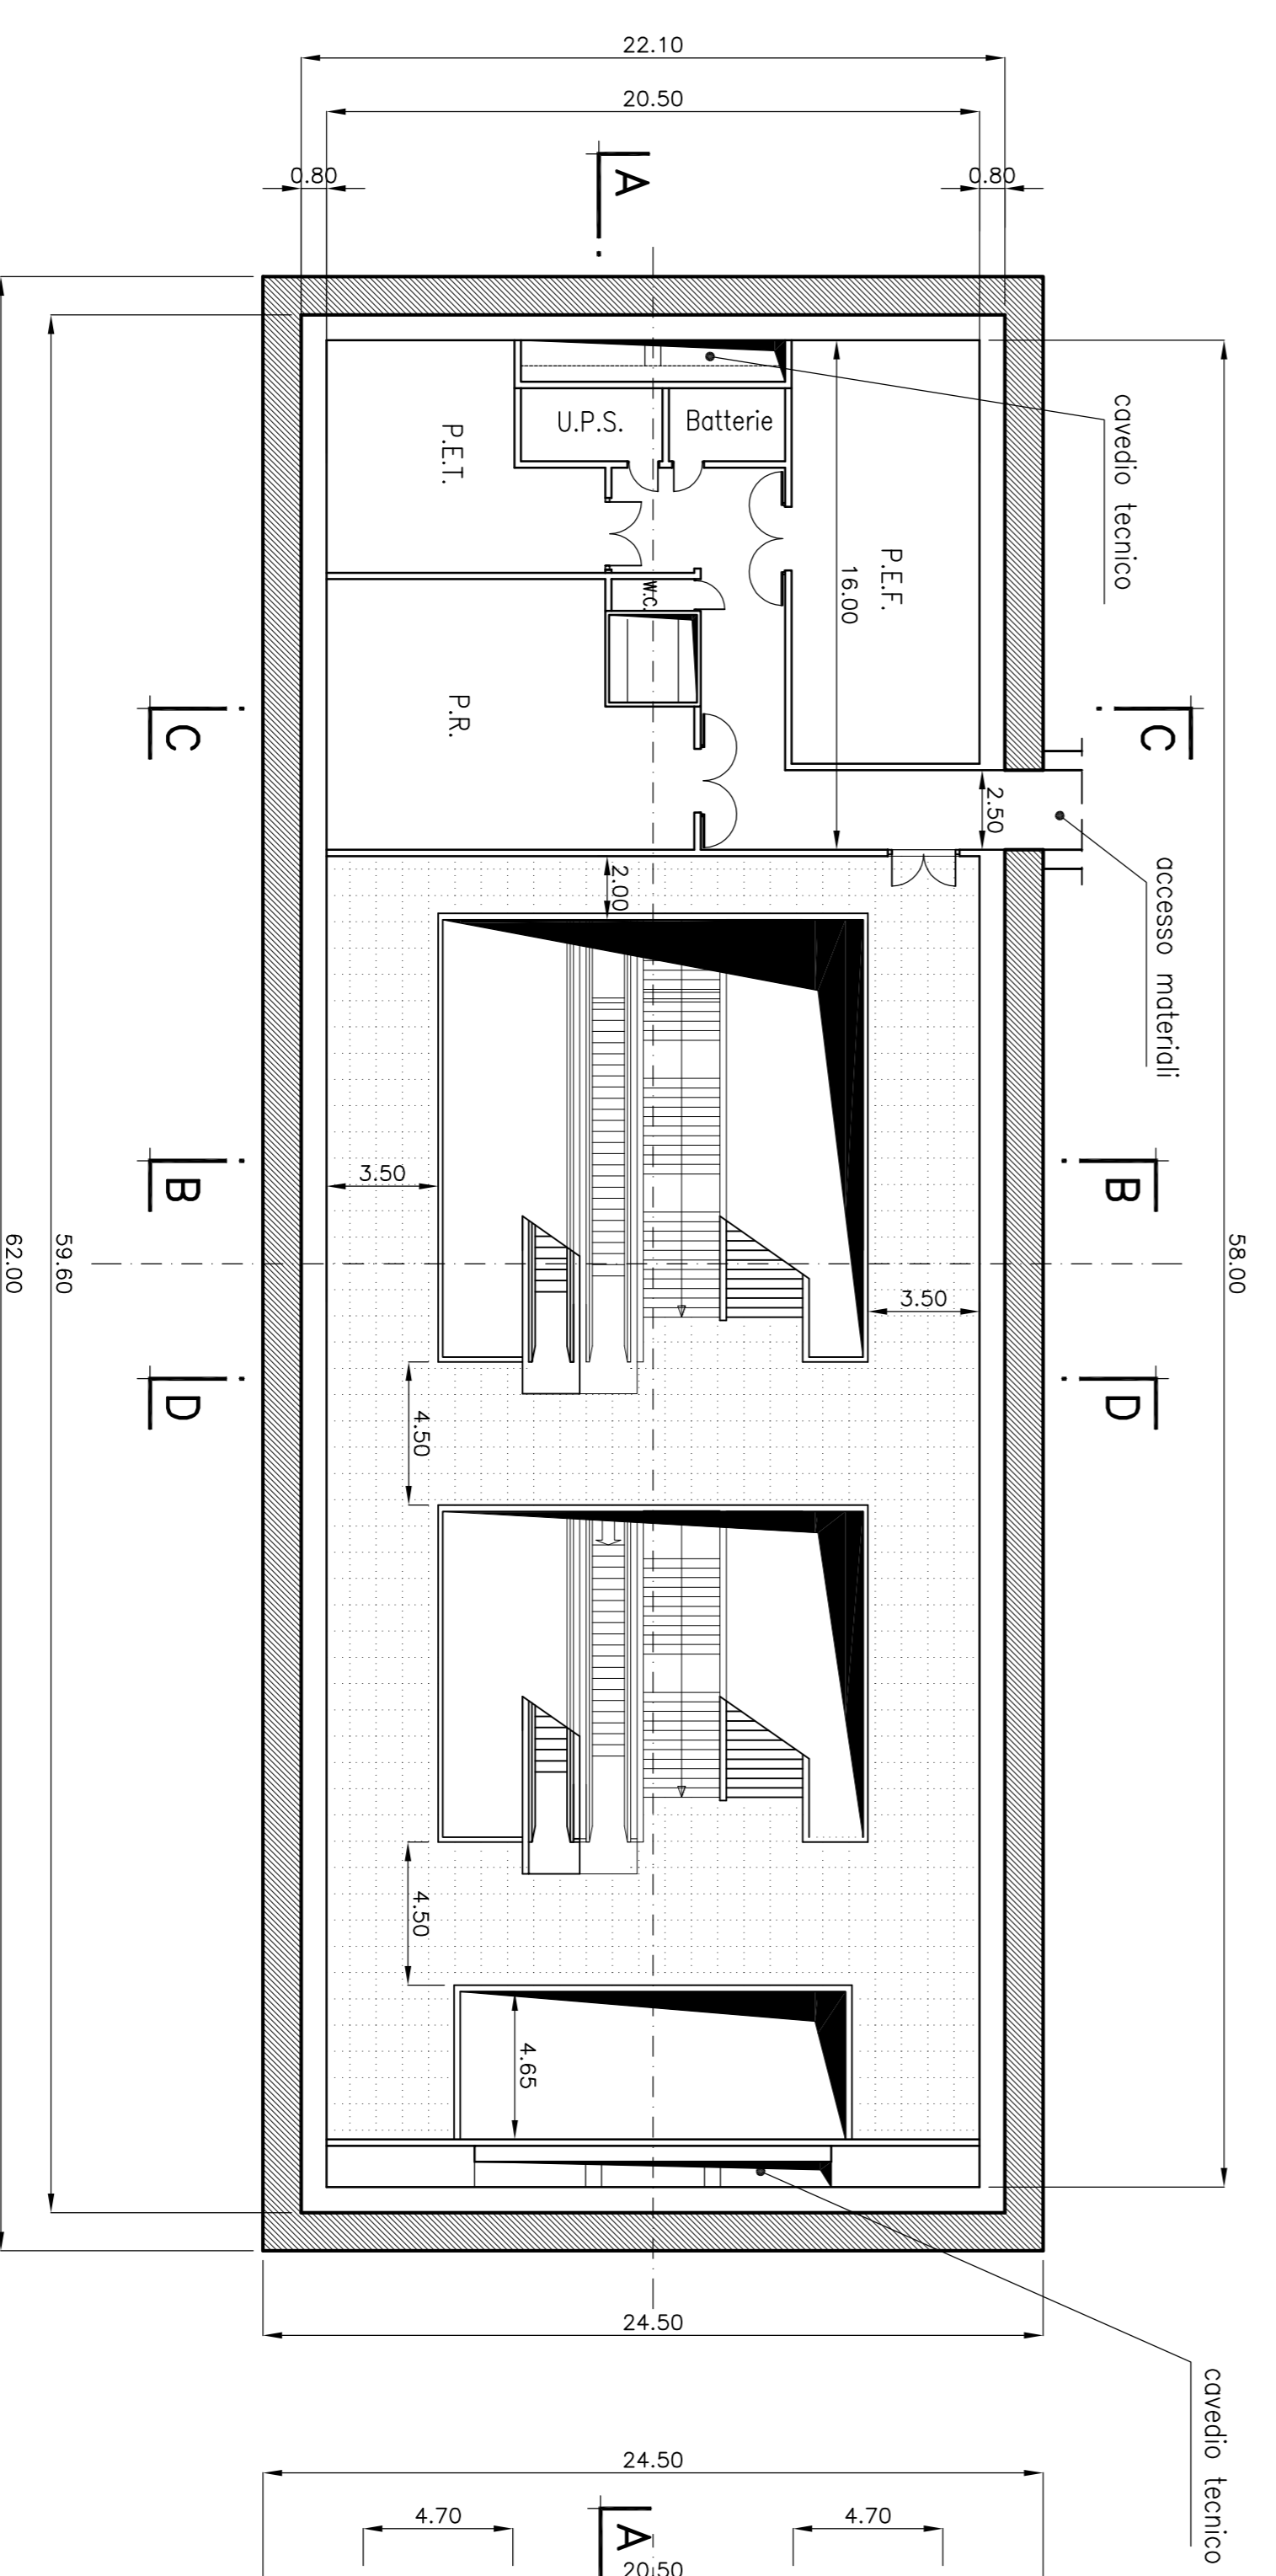 22.10
20.50
0.80
0.80
A
cavedio tecnico
U.P.S.
Batterie
P.E.T.
P.E.F.
16.00
w.c.
P.R.
C
C
2.50
accesso materiali
2.00
3.50
B
B
58.00
59.60
62.00
3.50
D
D
4.50
4.50
4.65
24.50
cavedio tecnico
24.50
4.70
4.70
A
20.50